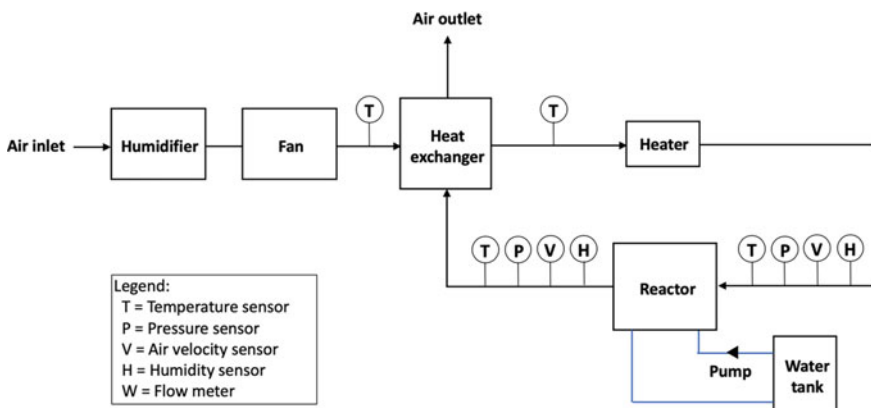 Air outlet
T
T
Air inlet
Humidifier
Fan
Heat
exchanger
Heater
T P V H
T P V H
Reactor
Legend:
T = Temperature sensor
P = Pressure sensor
V = Air velocity sensor
H = Humidity sensor
W = Flow meter
Pump
Water
tank